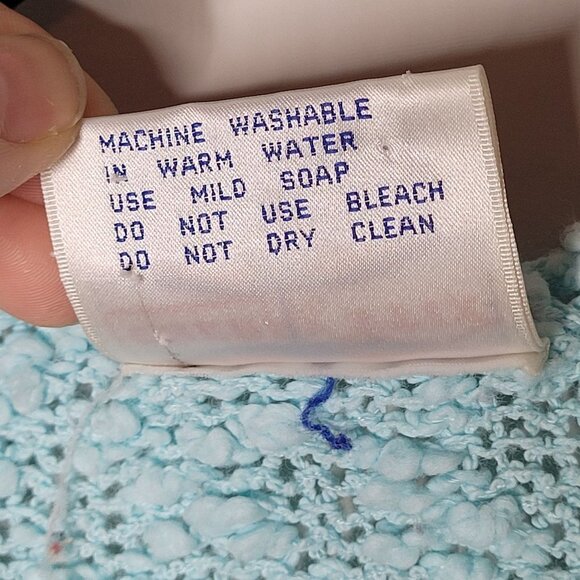 MACHINE WASHABLE
IN WARM WATER
USE MILD SOAP
DO NOT USE BLEACH
DO NOT DRY CLEAN